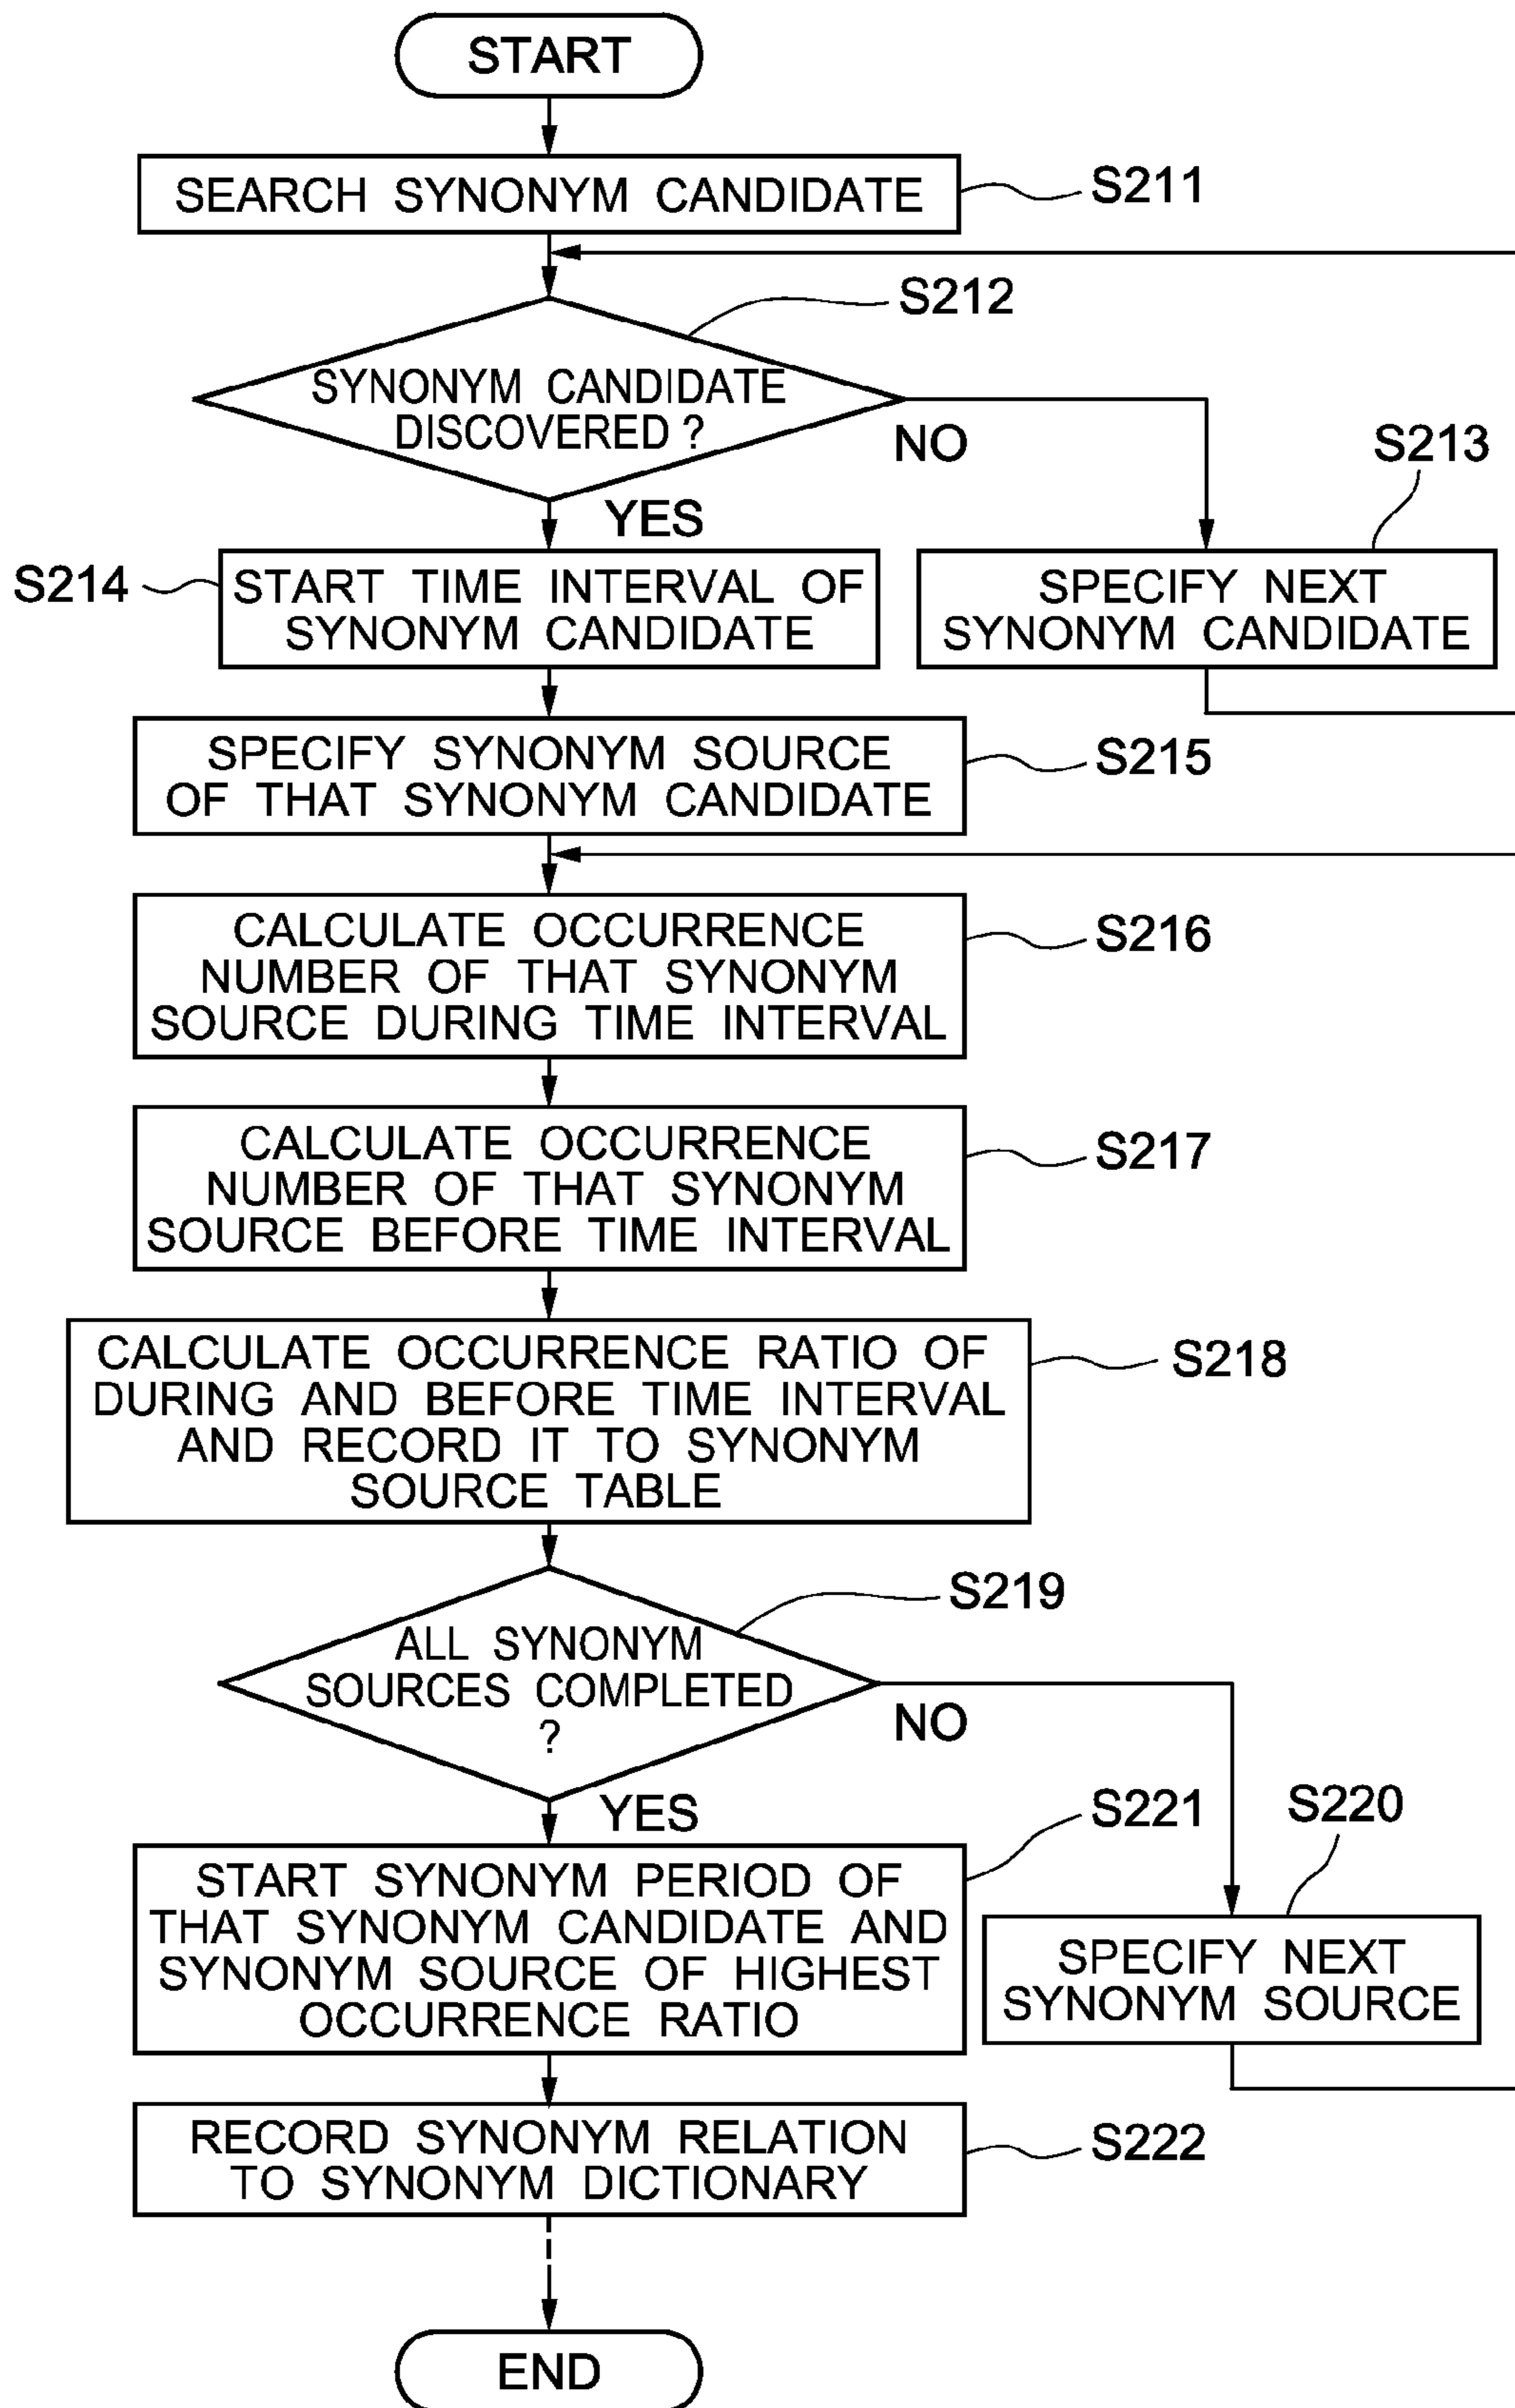 START
SEARCH SYNONYM CANDIDATE
S211
S212
SYNONYM CANDIDATE
DISCOVERED ?
NO
S213
YES
S214
START TIME INTERVAL OF
SYNONYM CANDIDATE
SPECIFY NEXT
SYNONYM CANDIDATE
SPECIFY SYNONYM SOURCE
OF THAT SYNONYM CANDIDATE
S215
CALCULATE OCCURRENCE
NUMBER OF THAT SYNONYM
SOURCE DURING TIME INTERVAL
S216
CALCULATE OCCURRENCE
NUMBER OF THAT SYNONYM
SOURCE BEFORE TIME INTERVAL
S217
CALCULATE OCCURRENCE RATIO OF
DURING AND BEFORE TIME INTERVAL
AND RECORD IT TO SYNONYM
SOURCE TABLE
S218
S219
ALL SYNONYM
SOURCES COMPLETED
?
NO
YES
S221
S220
START SYNONYM PERIOD OF
THAT SYNONYM CANDIDATE AND
SYNONYM SOURCE OF HIGHEST
OCCURRENCE RATIO
SPECIFY NEXT
SYNONYM SOURCE
RECORD SYNONYM RELATION
TO SYNONYM DICTIONARY
S222
END